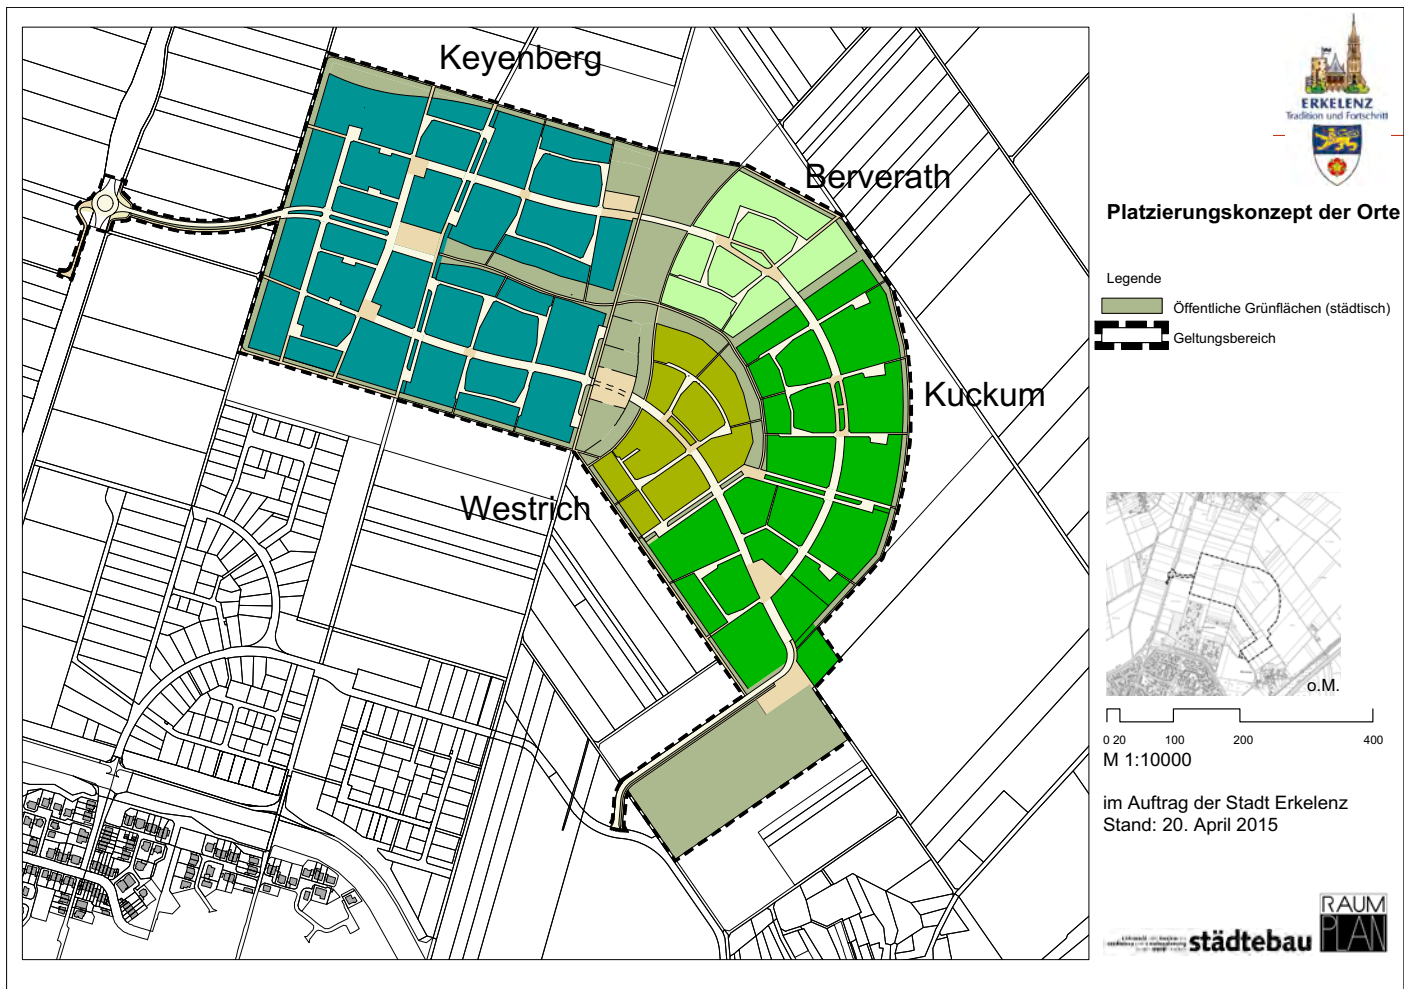 Keyenberg
Berverath
Kuckum
Westrich
ERKELENZ
Tradition und Fortschritt
Platzierungskonzept der Orte
Legende
Öffentliche Grünflächen (städtisch)
Geltungsbereich
o.M.
0 20 100 200 400
M 1:10000
im Auftrag der Stadt Erkelenz
Stand: 20. April 2015
städtebau
RAUM
PLAN